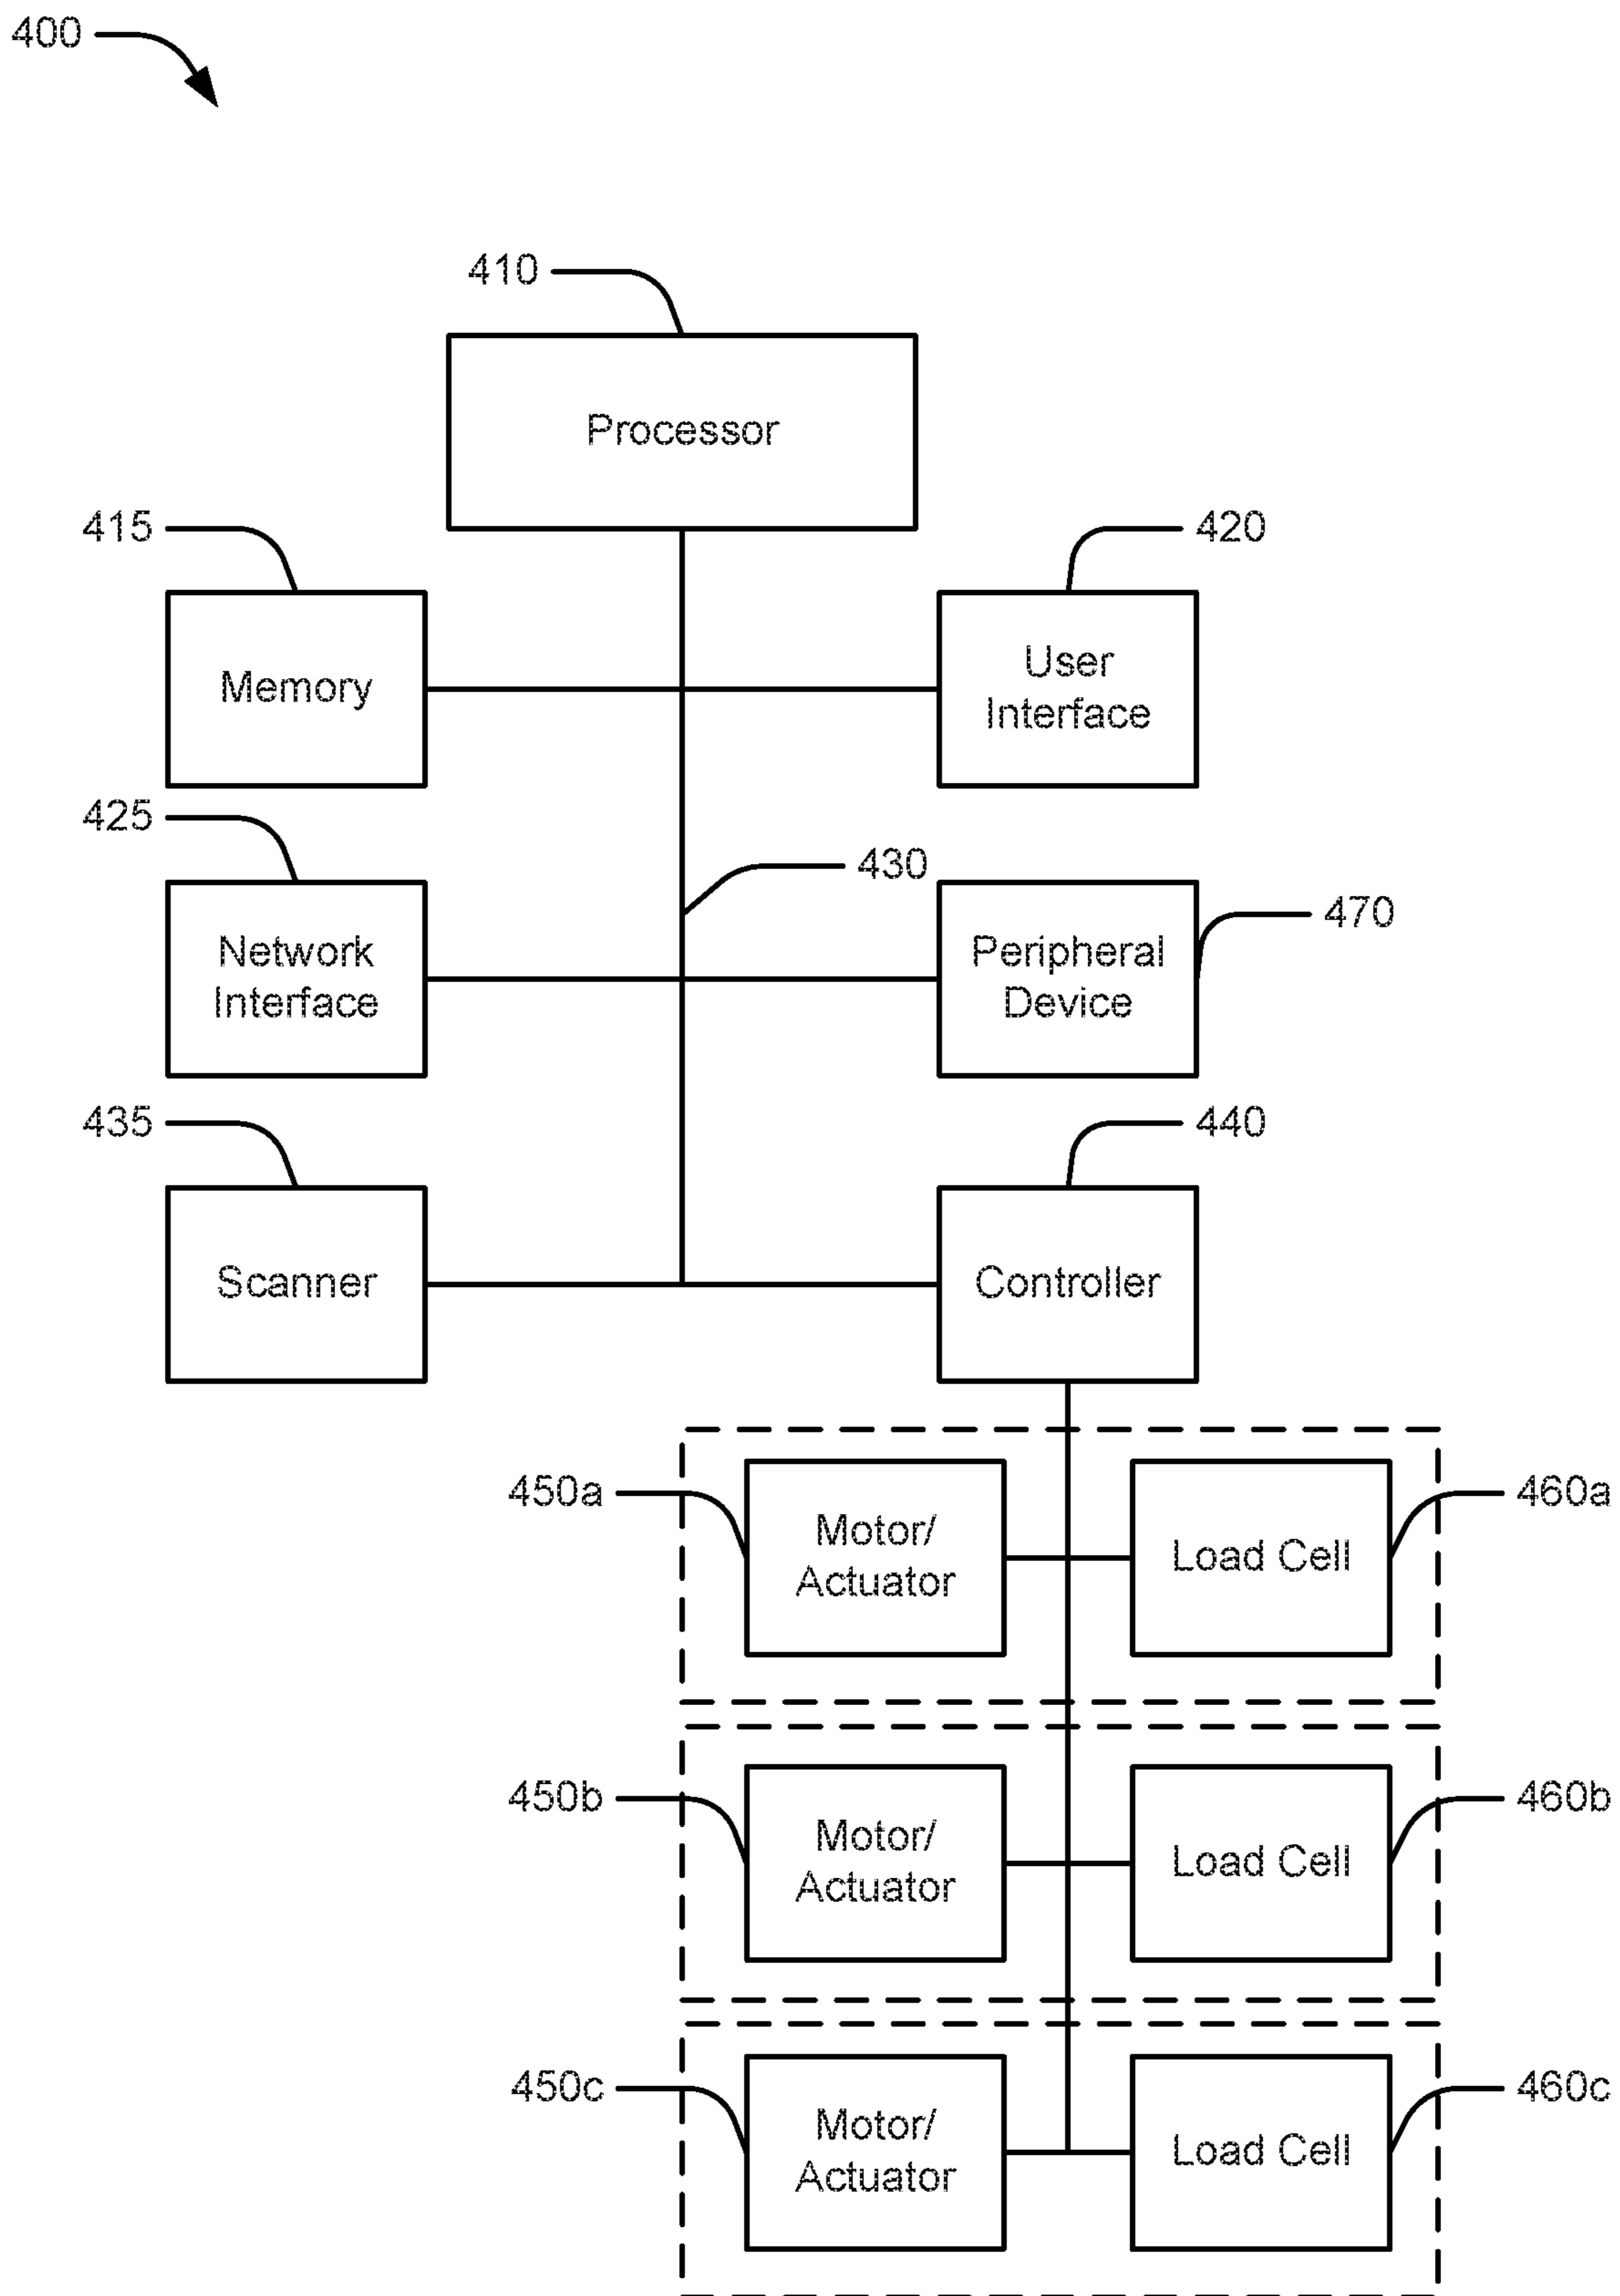 400
410
Processor
415
420
Memory
User
Interface
425
430
470
Network
Interface
Peripheral
Device
435
440
Scanner
Controller
450a
460a
Motor/
Actuator
Load Cell
450b
460b
Motor/
Actuator
Load Cell
450c
460c
Motor/
Actuator
Load Cell